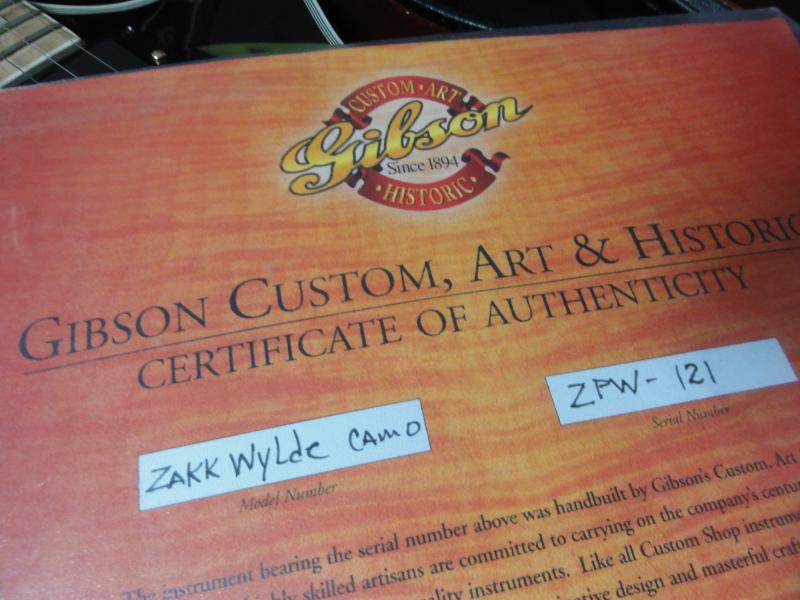 CUSTOM • ART
Gibson
Since 1894
• HISTORIC •
GIBSON CUSTOM, ART & HISTORIC
CERTIFICATE OF AUTHENTICITY
ZAKK WYLDE CAMO
ZPW- 121
Model Number
Serial Number
The instrument bearing the serial number above was handbuilt by Gibson's Custom, Art
skilled artisans are committed to carrying on the company's
instruments. Like all Custom Shop
design and masterful